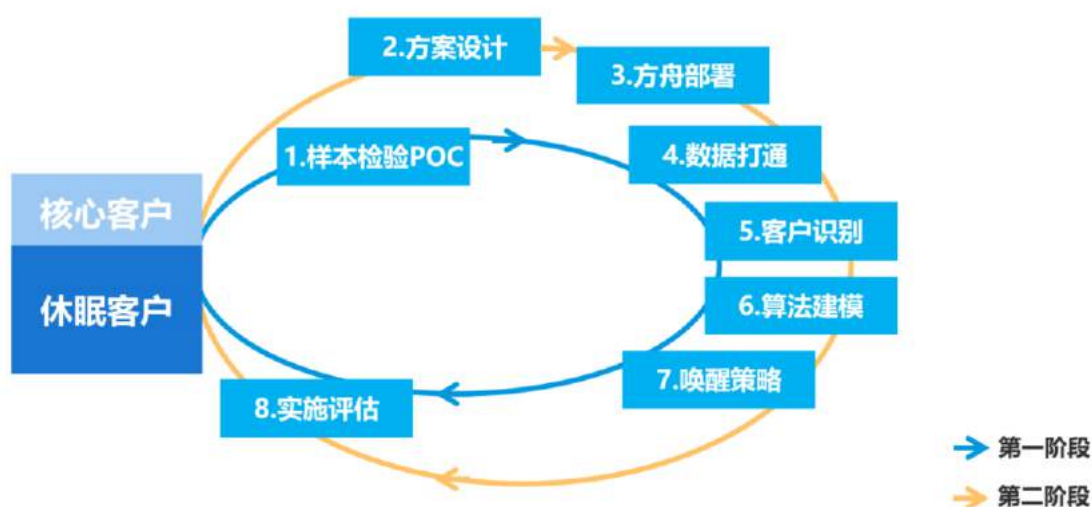 2.方案设计
3.方舟部署
1.样本检验POC
4.数据打通
核心客户
5.客户识别
休眠客户
6.算法建模
7.唤醒策略
8.实施评估
第一阶段
第二阶段